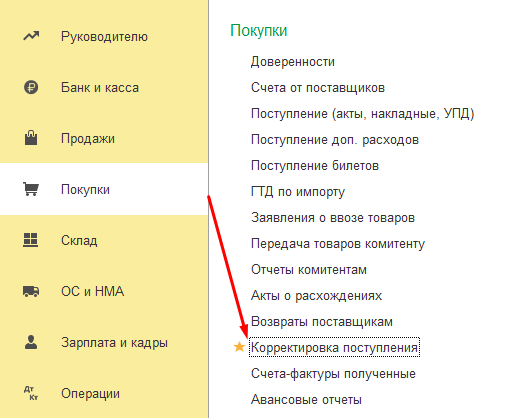 Руководителю
Банк и касса
Продажи
Покупки
Склад
ОС и НМА
Зарплата и кадры
Дт
Кт
Операции
Покупки
Доверенности
Счета от поставщиков
Поступление (акты, накладные, УПД)
Поступление доп. расходов
Поступление билетов
ГТД по импорту
Заявления о ввозе товаров
Передача товаров комитенту
Отчеты комитентам
Акты о расхождениях
Возвраты поставщикам
Корректировка поступления
Счета-фактуры полученные
Авансовые отчеты